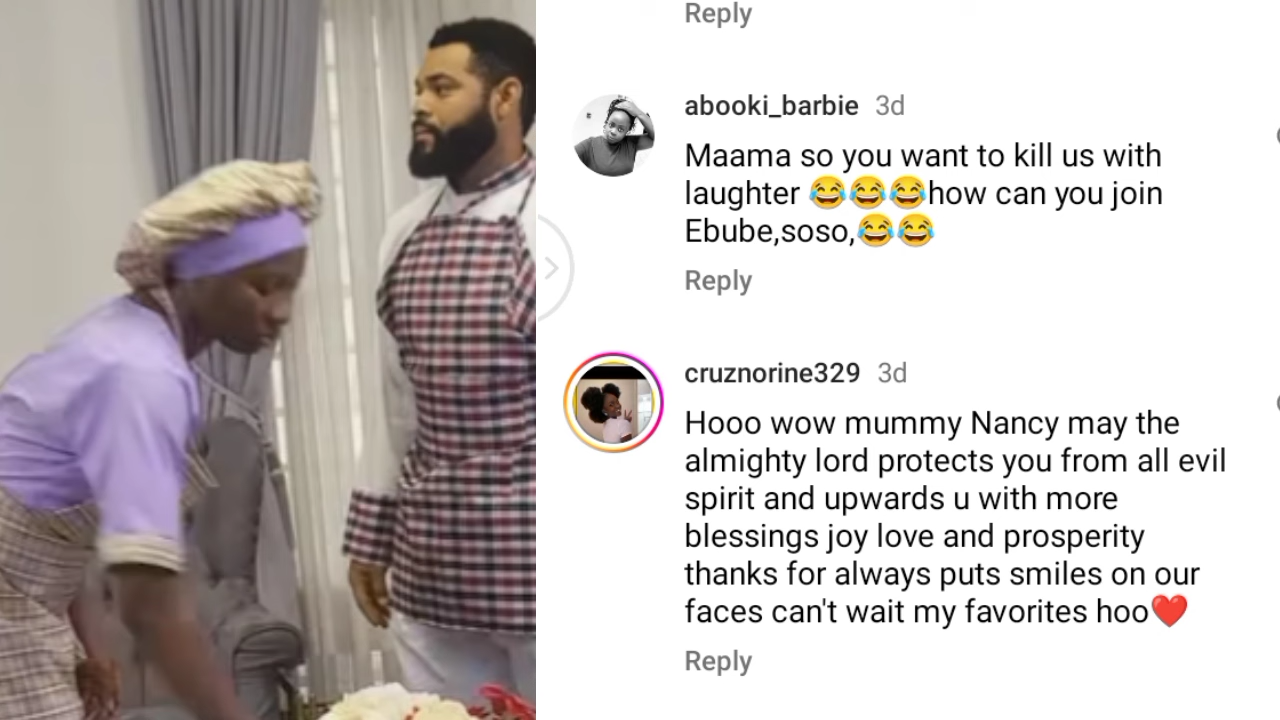 Reply
abooki_barbie 3d
Maama so you want to kill us with
laughter 😂😂😂how can you join
Ebube,soso,😂😂
Reply
cruznorine329 3d
Hooo wow mummy Nancy may the
almighty lord protects you from all evil
spirit and upwards u with more
blessings joy love and prosperity
thanks for always puts smiles on our
faces can't wait my favorites hoo❤️
Reply